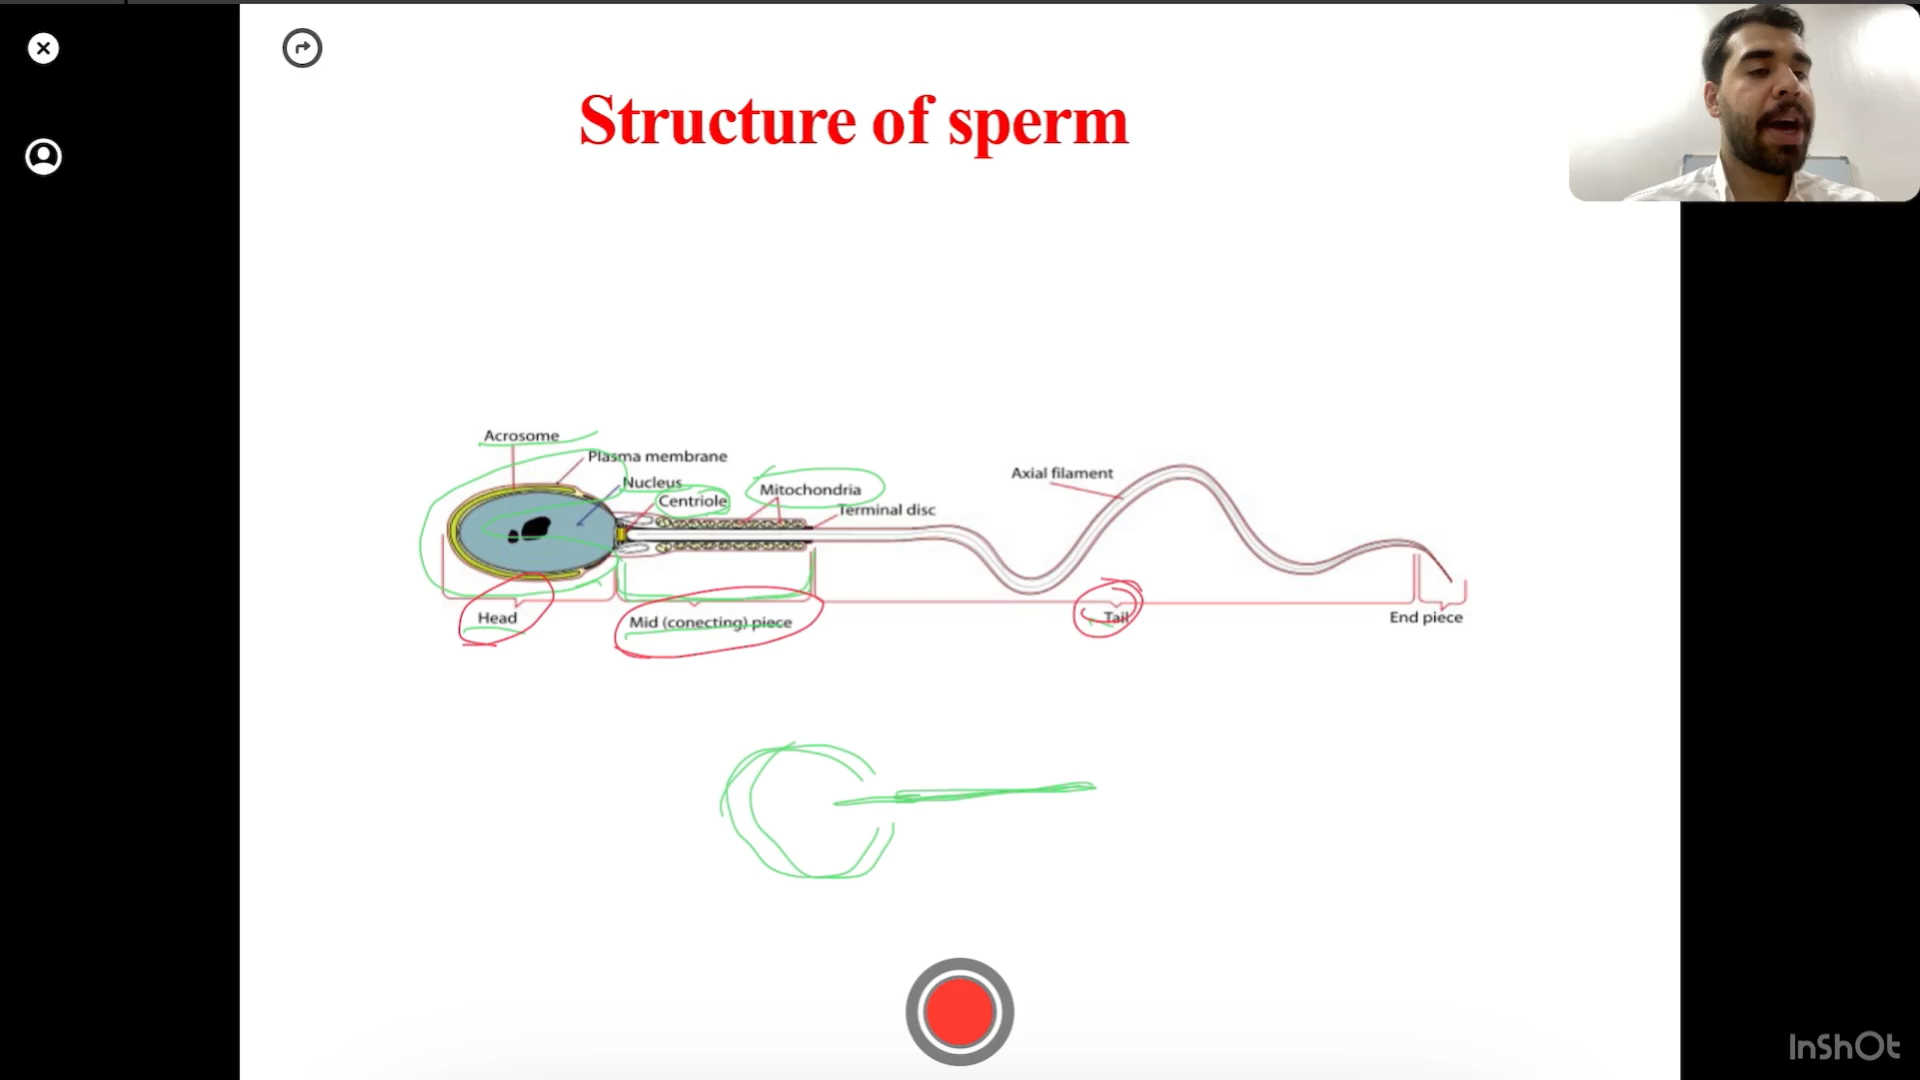 Structure of sperm
Acrosome
Plasma membrane
Nucleus
Centriole
Mitochondria
Terminal disc
Axial filament
Head
Mid (conecting) piece
Tail
End piece
InShOt